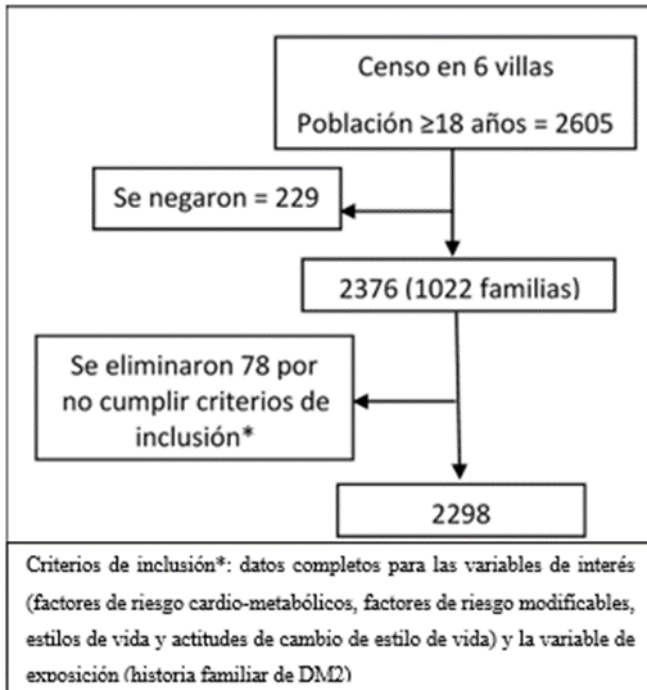 Censo en 6 villas
Población ≥18 años = 2605
Se negaron = 229
2376 (1022 familias)
Se eliminaron 78 por
no cumplir criterios de
inclusión*
2298
Criterios de inclusión*: datos completos para las variables de interés
(factores de riesgo cardio-metabólicos, factores de riesgo modificables,
estilos de vida y actitudes de cambio de estilo de vida) y la variable de
exposición (historia familiar de DM2)